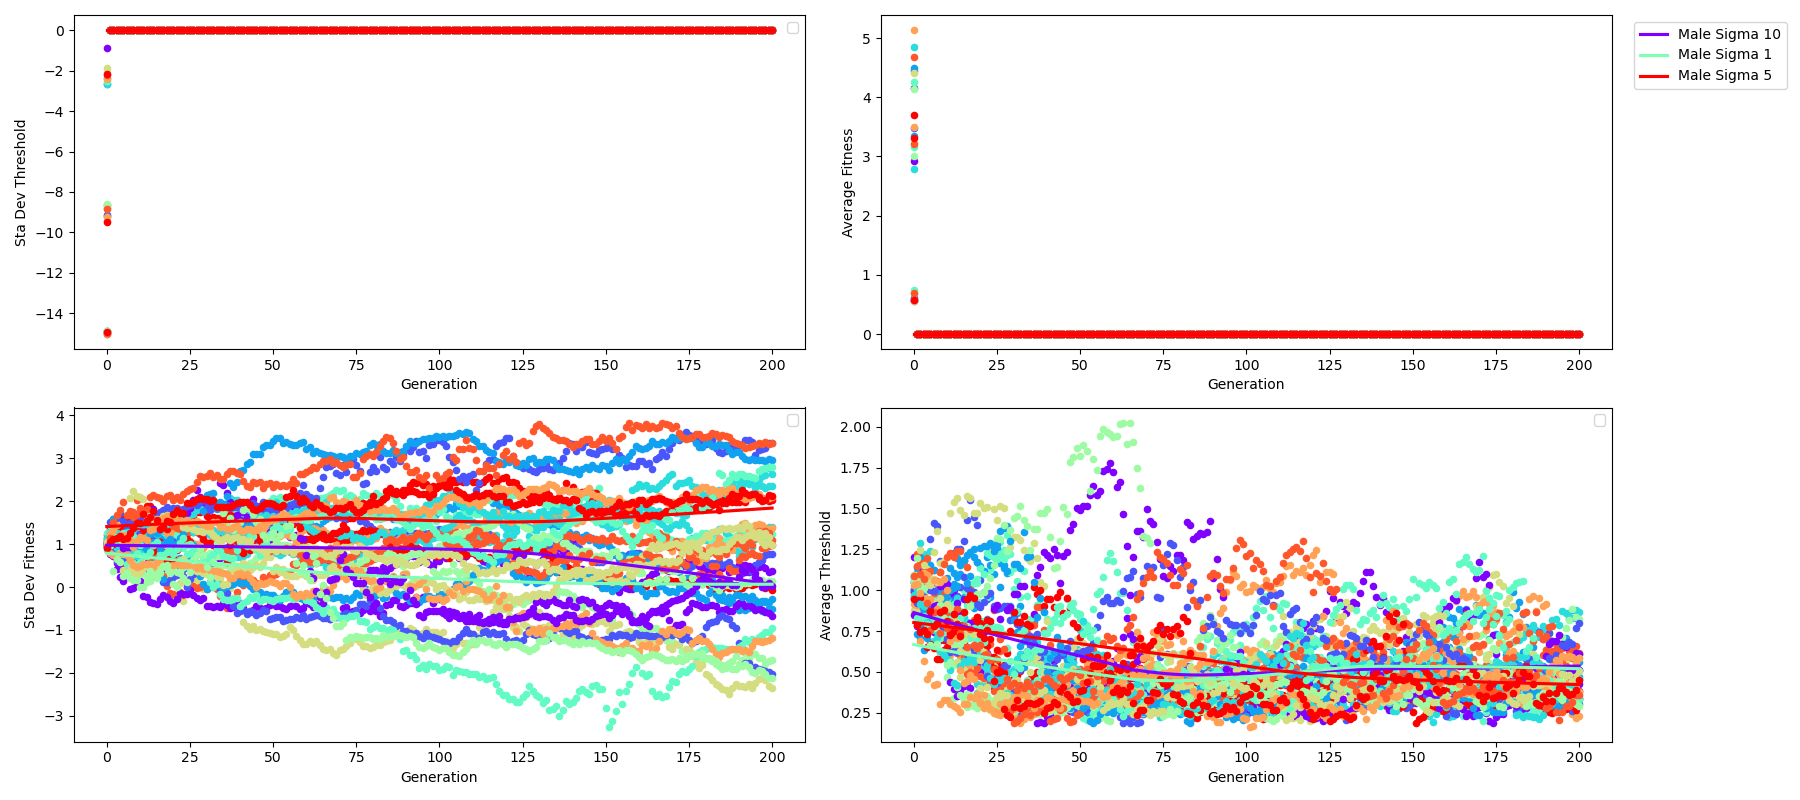 Sta Dev Threshold
0
−2
−4
−6
−8
−10
−12
−14
0 25 50 75 100 125 150 175 200
Generation
Average Fitness
5
4
3
2
1
0
0 25 50 75 100 125 150 175 200
Generation
Male Sigma 10
Male Sigma 1
Male Sigma 5
Sta Dev Fitness
4
3
2
1
0
−1
−2
−3
0 25 50 75 100 125 150 175 200
Generation
Average Threshold
2.00
1.75
1.50
1.25
1.00
0.75
0.50
0.25
0 25 50 75 100 125 150 175 200
Generation